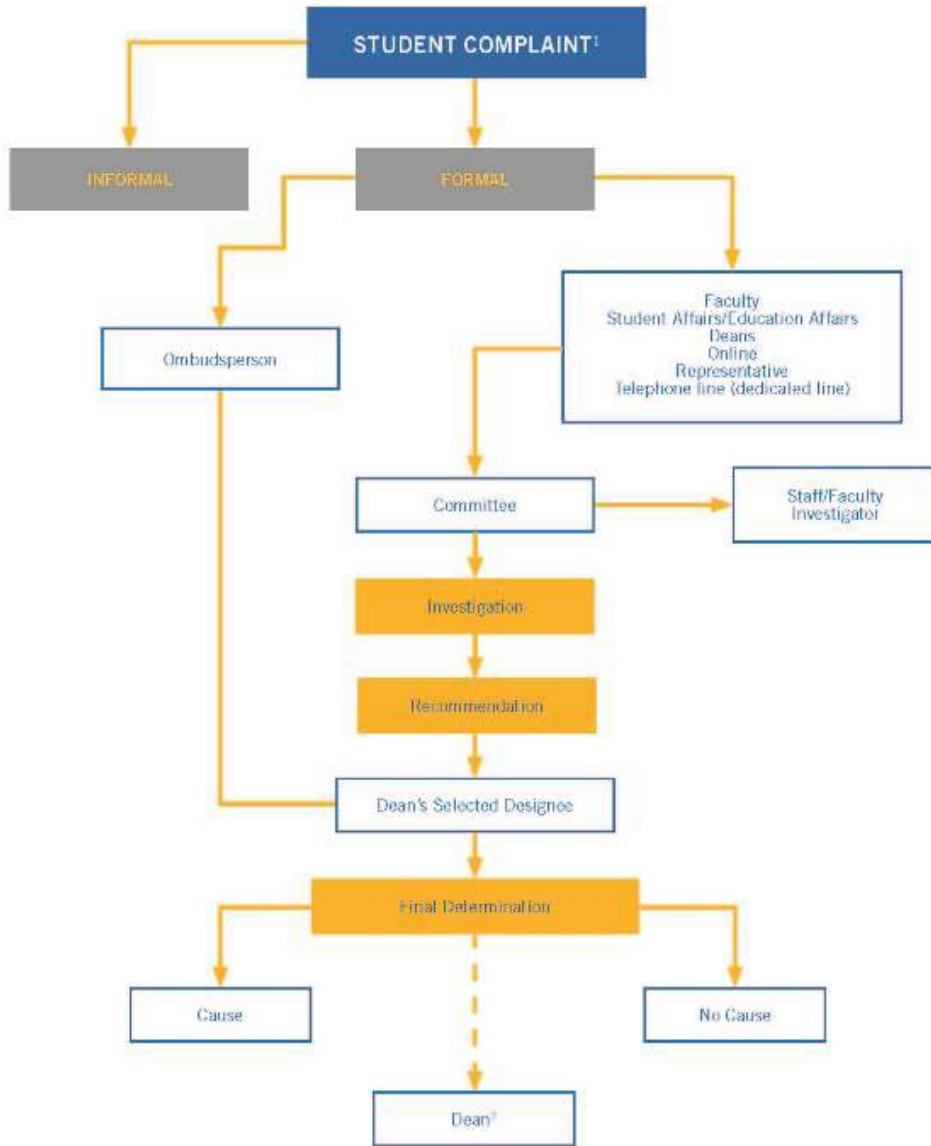 STUDENT COMPLAINT¹
INFORMAL
FORMAL
Faculty
Student Affairs/Education Affairs
Deans
Online
Representative
Telephone line (dedicated line)
Ombudsperson
Committee
Staff/Faculty
Investigator
Investigation
Recommendation
Dean's Selected Designee
Final Determination
Cause
No Cause
Dean²